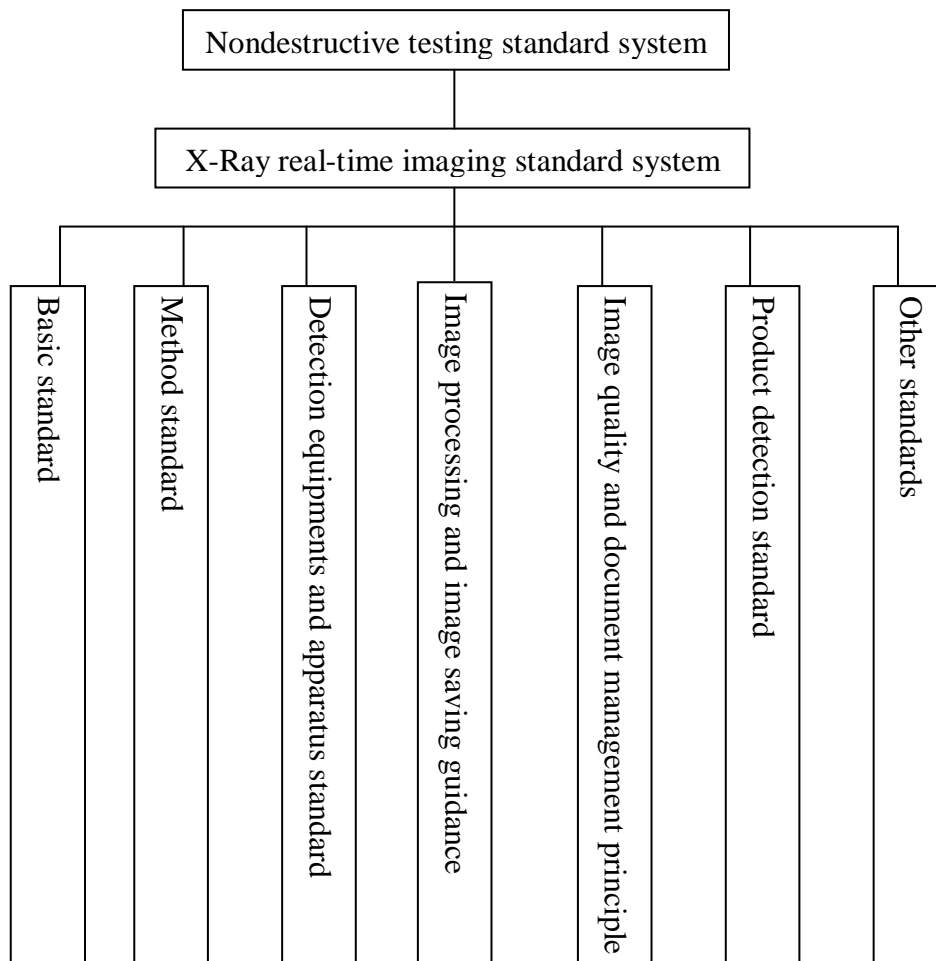 Nondestructive testing standard system
X-Ray real-time imaging standard system
Basic standard
Method standard
Detection equipments and apparatus standard
Image processing and image saving guidance
Image quality and document management principle
Product detection standard
Other standards